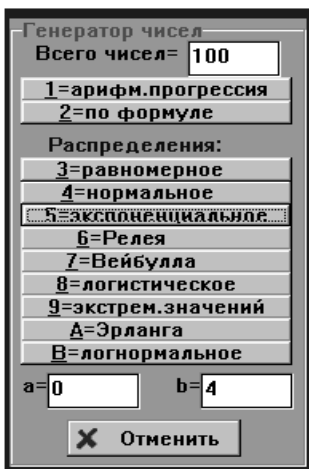 Генератор чисел
Всего чисел= 100
1=арифм.прогрессия
2=по формуле
Распределения:
3=равномерное
4=нормальное
5=экспоненциальное
6=Релея
7=Вейбулла
8=логистическое
9=экстрем.значений
A=Эрланга
B=логнормальное
a=0 b=4
Отменить